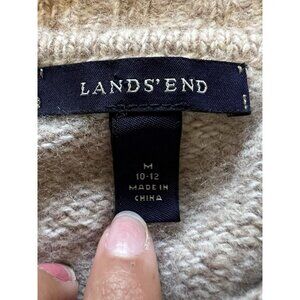 LANDS' END
M
10-12
MADE IN
CHINA